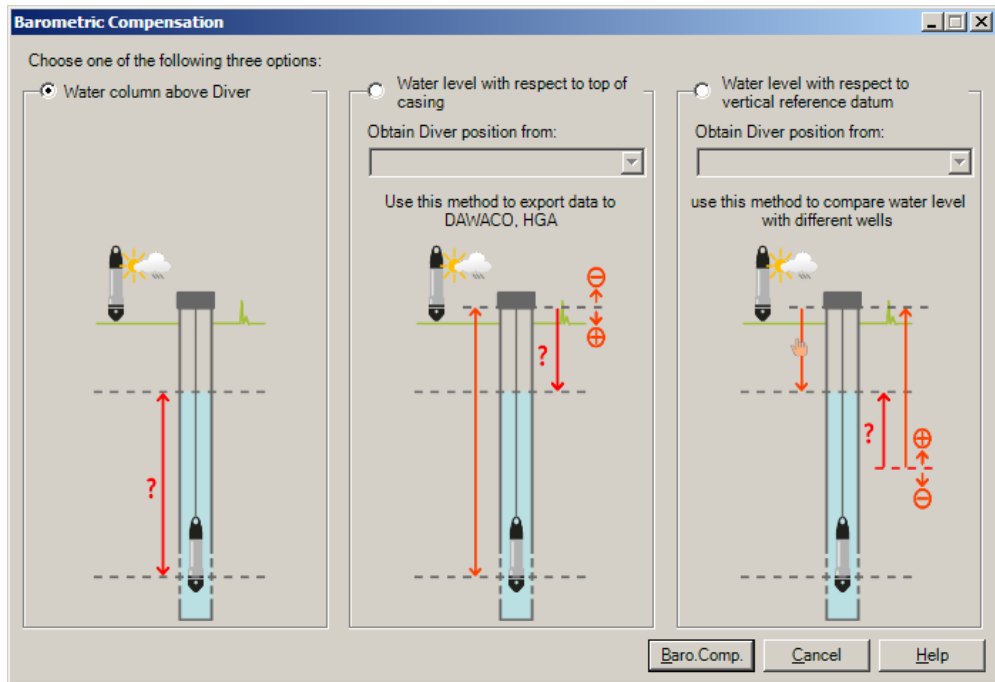 Barometric Compensation
Choose one of the following three options:
Water column above Diver
Water level with respect to top of
casing
Obtain Diver position from:
Use this method to export data to
DAWACO, HGA
?
Water level with respect to
vertical reference datum
Obtain Diver position from:
use this method to compare water level
with different wells
?
?
Baro.Comp.
Cancel
Help